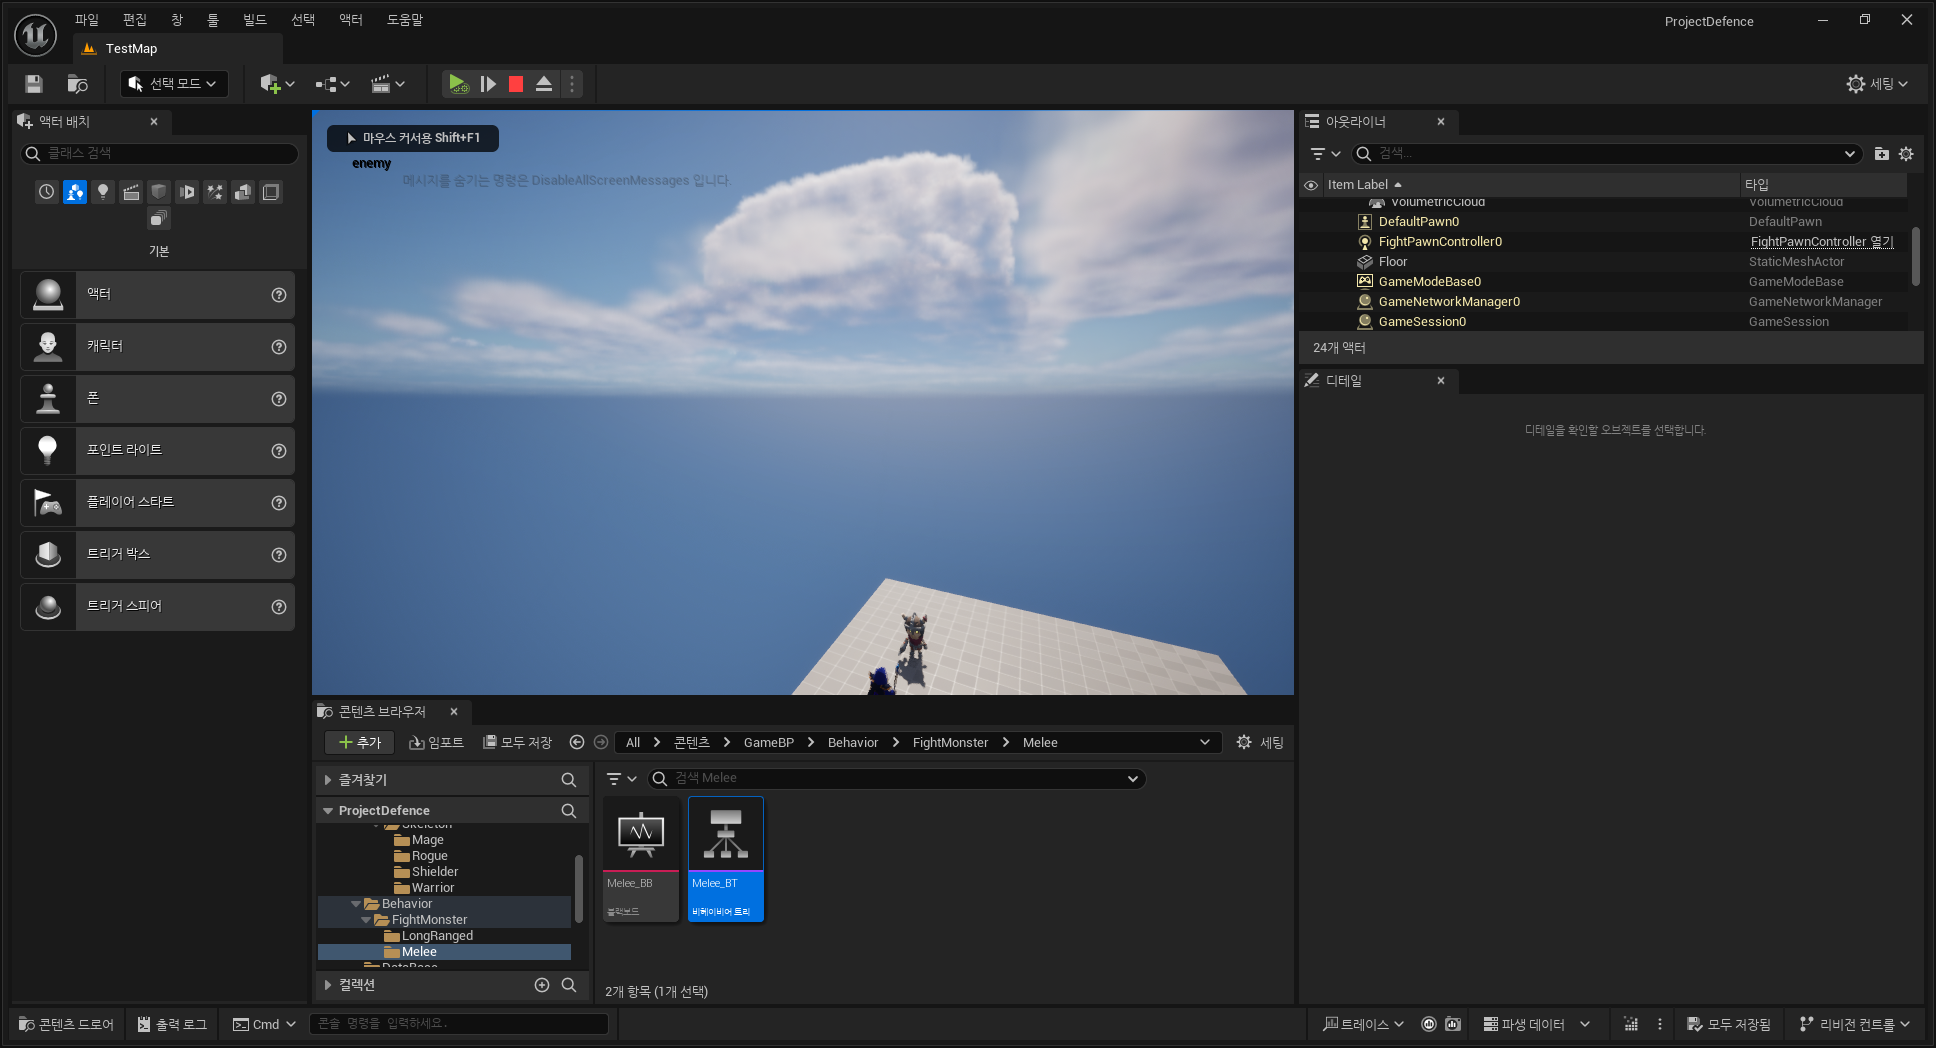 파일 편집 창 툴 빌드 선택 액터 도움말
ProjectDefence
TestMap
선택 모드
세팅
액터 배치
클래스 검색
기본
액터
캐릭터
폰
포인트 라이트
플레이어 스타트
트리거 박스
트리거 스피어
마우스 커서용 Shift+F1
enemy
메시지를 숨기는 명령은 DisableAllScreenMessages 입니다.
아웃라이너
검색...
Item Label 타입
VolumetricCloud VolumetricCloud
DefaultPawn0 DefaultPawn
FightPawnController0 FightPawnController 열기
Floor StaticMeshActor
GameModeBase0 GameModeBase
GameNetworkManager0 GameNetworkManager
GameSession0 GameSession
24개 액터
디테일
디테일을 확인할 오브젝트를 선택합니다.
콘텐츠 브라우저
추가 임포트 모두 저장 All 콘텐츠 GameBP Behavior FightMonster Melee 세팅
즐겨찾기
검색 Melee
ProjectDefence
Skeleton
Mage
Rogue
Shielder
Warrior
Behavior
FightMonster
LongRanged
Melee
DataBase
컬렉션
Melee_BB
블랙보드
Melee_BT
비헤이비어 트리
2개 항목 (1개 선택)
콘텐츠 드로어 출력 로그 Cmd 콘솔 명령을 입력하세요.
트레이스 파생 데이터 모두 저장됨 리비전 컨트롤